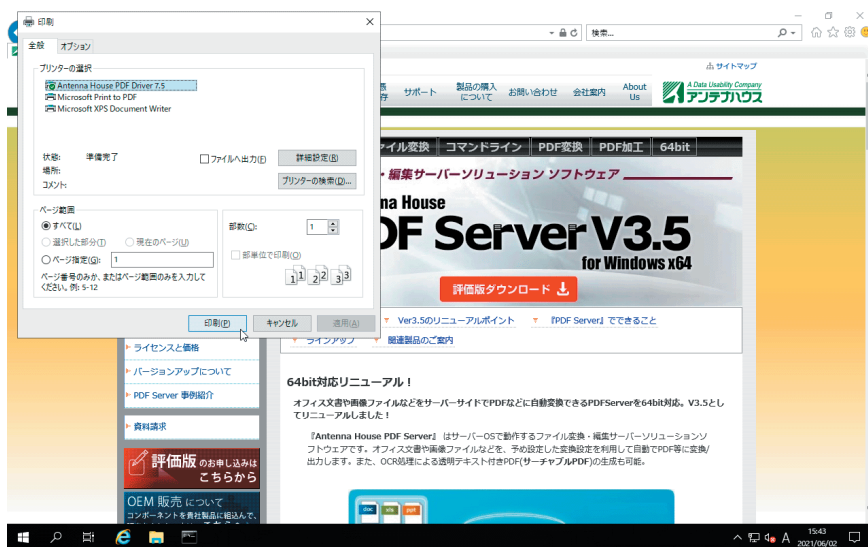 印刷
全般 オプション
プリンターの選択
Antenna House PDF Driver 7.5
Microsoft Print to PDF
Microsoft XPS Document Writer
状態: 準備完了
場所:
コメント:
ファイルへ出力(F)
詳細設定(R)
プリンターの検索(D)...
ページ範囲
すべて(L)
選択した部分(T) 現在のページ(U)
ページ指定(G): 1
ページ番号のみか、またはページ範囲のみを入力して
ください。例: 5-12
部数(C): 1
部単位で印刷(O)
11 22 33
印刷(P) キャンセル 適用(A)
検索...
サイトマップ
サポート
製品の購入
について
お問い合わせ
会社案内
About
Us
A Data Usability Company
アンテナハウス
ァイル変換 コマンドライン PDF変換 PDF加工 64bit
・編集サーバーソリューション ソフトウェア
na House
DF Server V3.5
for Windows x64
評価版ダウンロード
Ver3.5のリニューアルポイント 『PDF Server』でできること
ラインアップ 関連製品のご案内
ライセンスと価格
バージョンアップについて
PDF Server 事例紹介
資料請求
評価版 のお申し込みは
こちらから
OEM 販売 について
コンポーネントを貴社製品に組込んで、
64bit対応リニューアル!
オフィス文書や画像ファイルなどをサーバーサイドでPDFなどに自動変換できるPDFServerを64bit対応。V3.5とし
てリニューアルしました!
『Antenna House PDF Server』 はサーバーOSで動作するファイル変換・編集サーバーソリューションソ
フトウェアです。オフィス文書や画像ファイルなどを、予め設定した変換設定を利用して自動でPDF等に変換/
出力します。また、OCR処理による透明テキスト付きPDF(サーチャブルPDF)の生成も可能。
doc xls ppt
A
15:43
2021/06/02